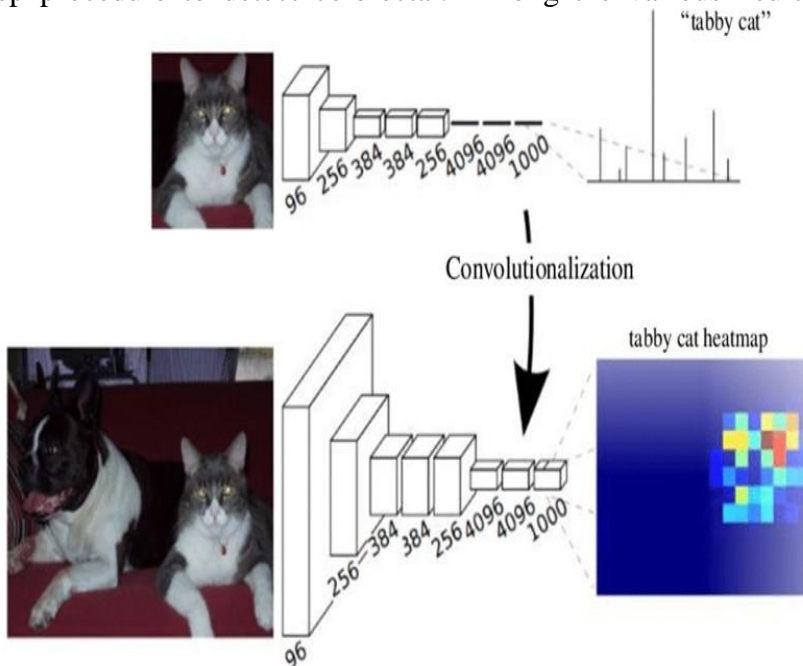 “tabby cat”
96 256 384 384 256 4096 4096 1000
Convolutionalization
tabby cat heatmap
96 256 384 384 256 4096 4096 1000